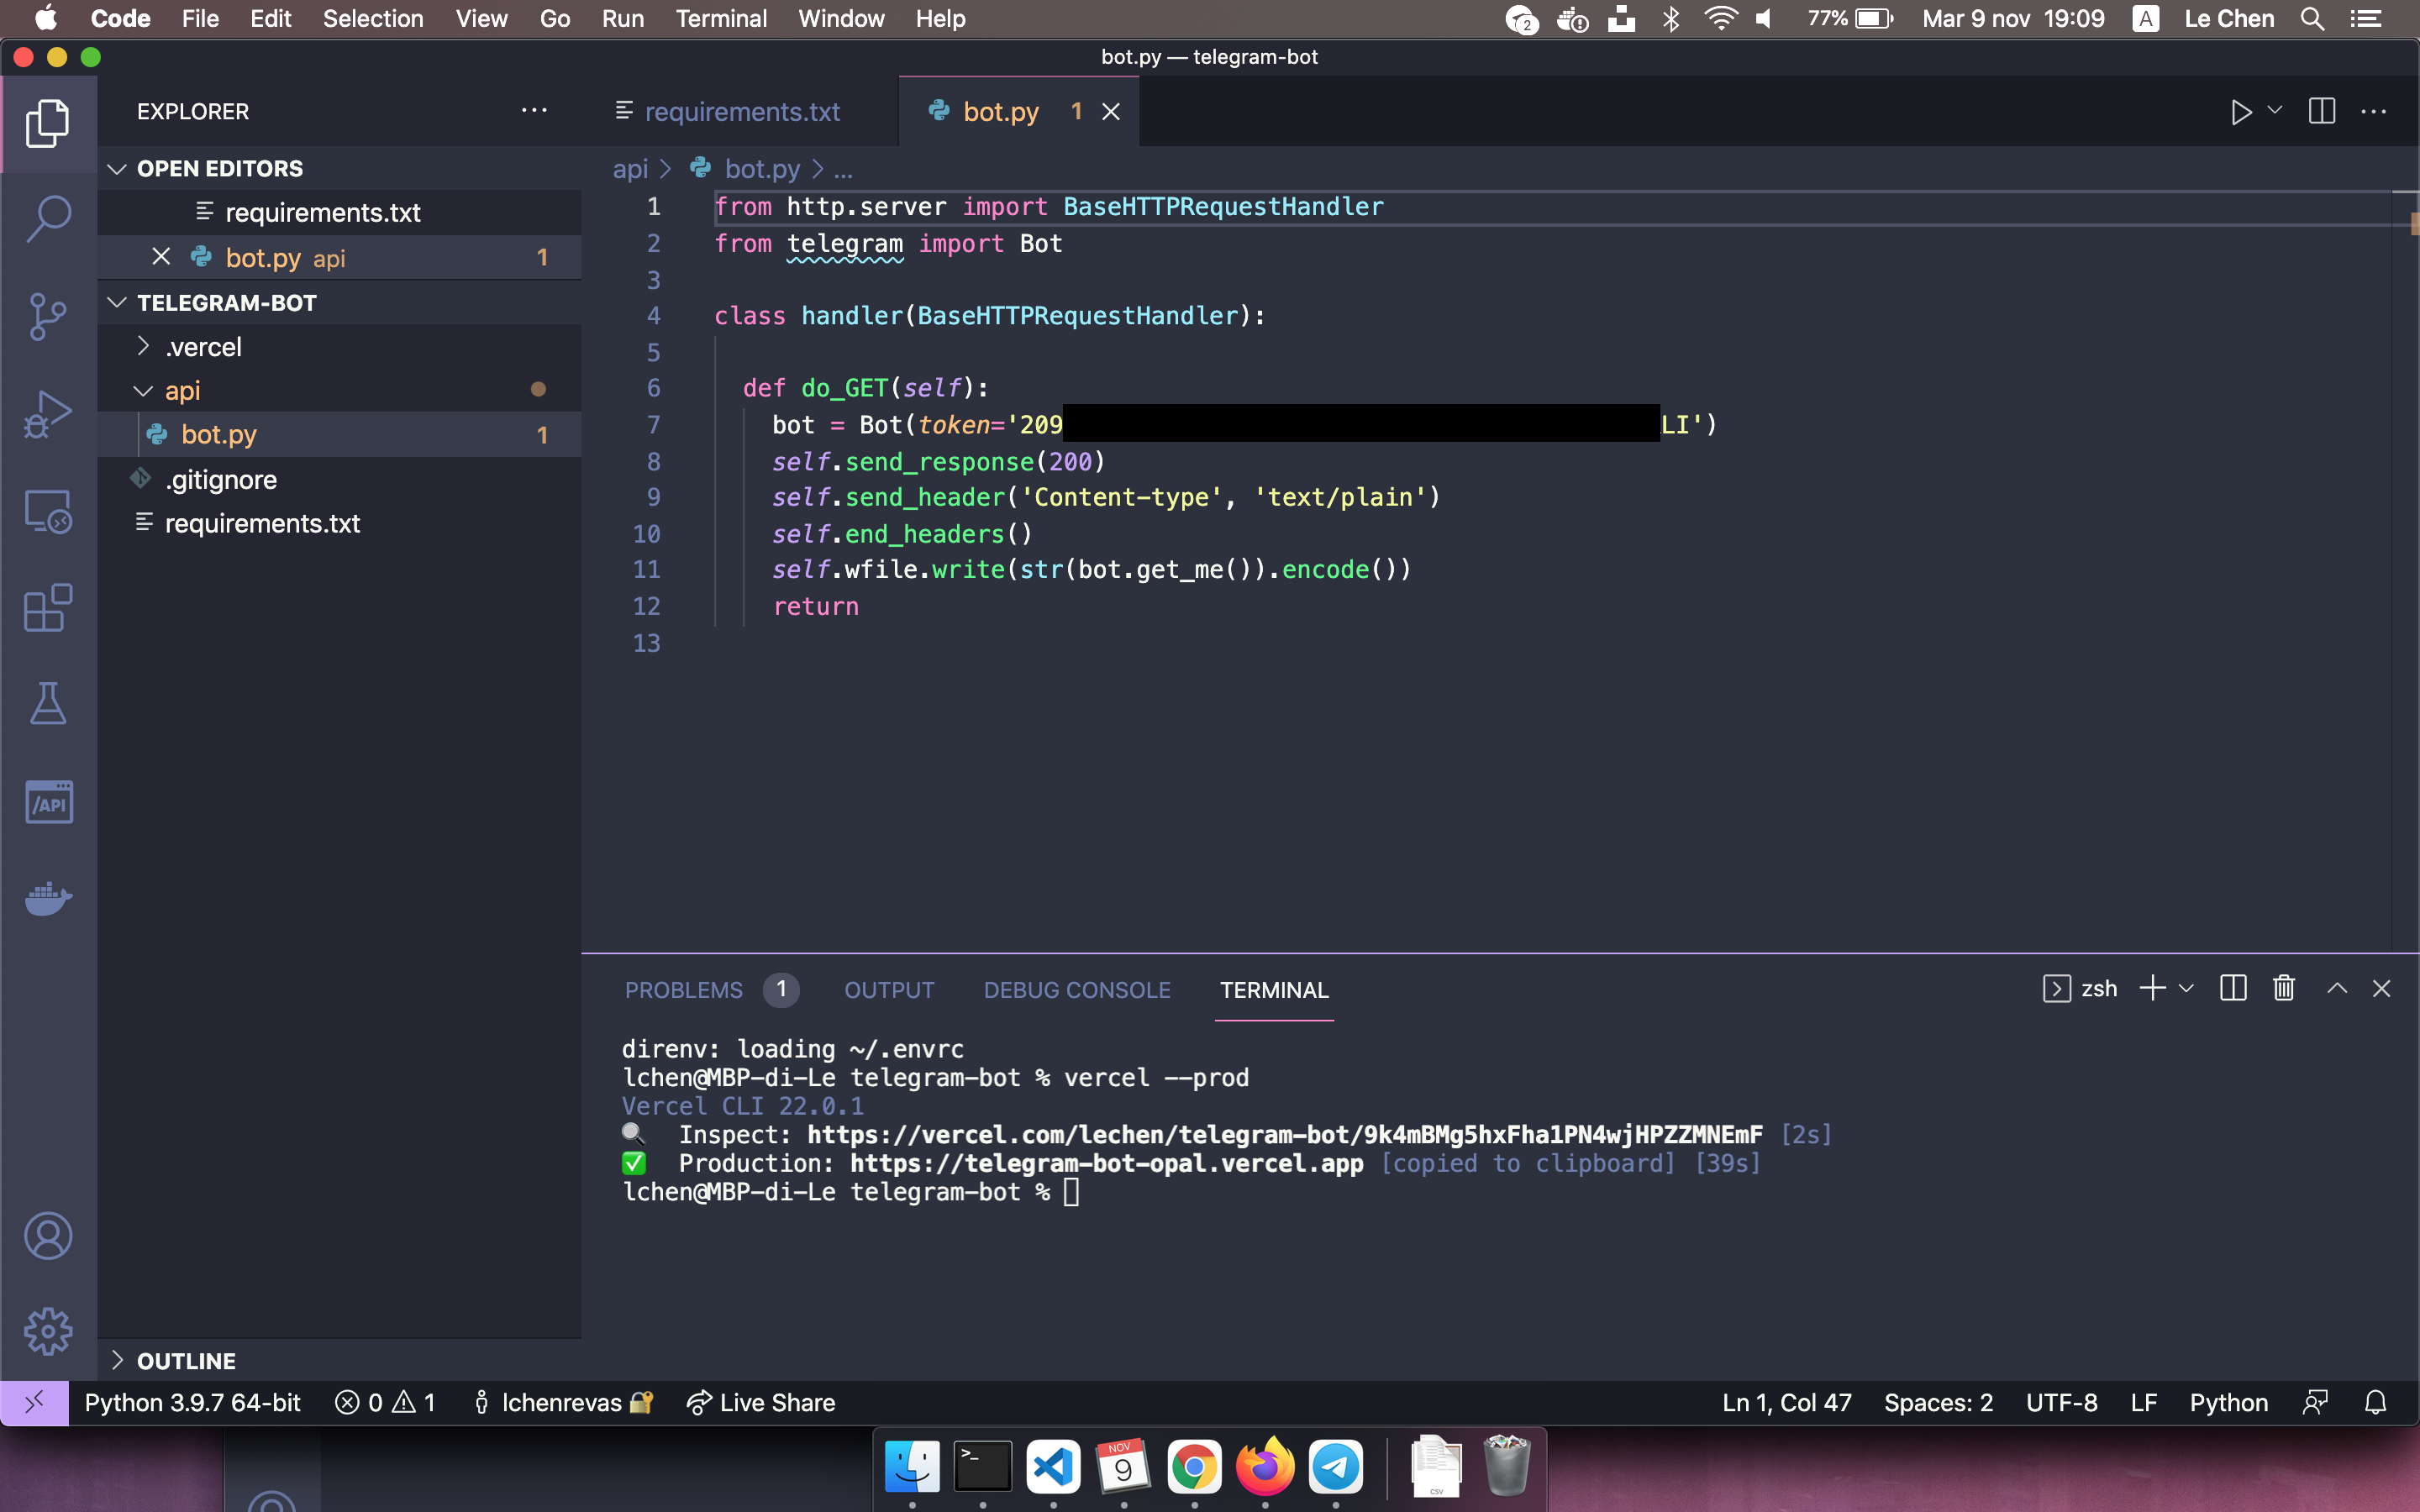 Code File Edit Selection View Go Run Terminal Window Help 2 77% Mar 9 nov 19:09 A Le Chen
bot.py — telegram-bot
EXPLORER
requirements.txt
bot.py 1
OPEN EDITORS
requirements.txt
bot.py api 1
TELEGRAM-BOT
.vercel
api
bot.py 1
.gitignore
requirements.txt
/API
OUTLINE
api > bot.py > ...
1 from http.server import BaseHTTPRequestHandler
2 from telegram import Bot
3
4 class handler(BaseHTTPRequestHandler):
5
6 def do_GET(self):
7 bot = Bot(token='209 LI')
8 self.send_response(200)
9 self.send_header('Content-type', 'text/plain')
10 self.end_headers()
11 self.wfile.write(str(bot.get_me()).encode())
12 return
13
PROBLEMS 1 OUTPUT DEBUG CONSOLE TERMINAL zsh
direnv: loading ~/.envrc
lchen@MBP-di-Le telegram-bot % vercel --prod
Vercel CLI 22.0.1
Inspect: https://vercel.com/lechen/telegram-bot/9k4mBMg5hxFha1PN4wjHPZZMNEmF [2s]
Production: https://telegram-bot-opal.vercel.app [copied to clipboard] [39s]
lchen@MBP-di-Le telegram-bot %
Python 3.9.7 64-bit 0 1 lchenrevas Live Share Ln 1, Col 47 Spaces: 2 UTF-8 LF Python
>_
NOV
9
CSV